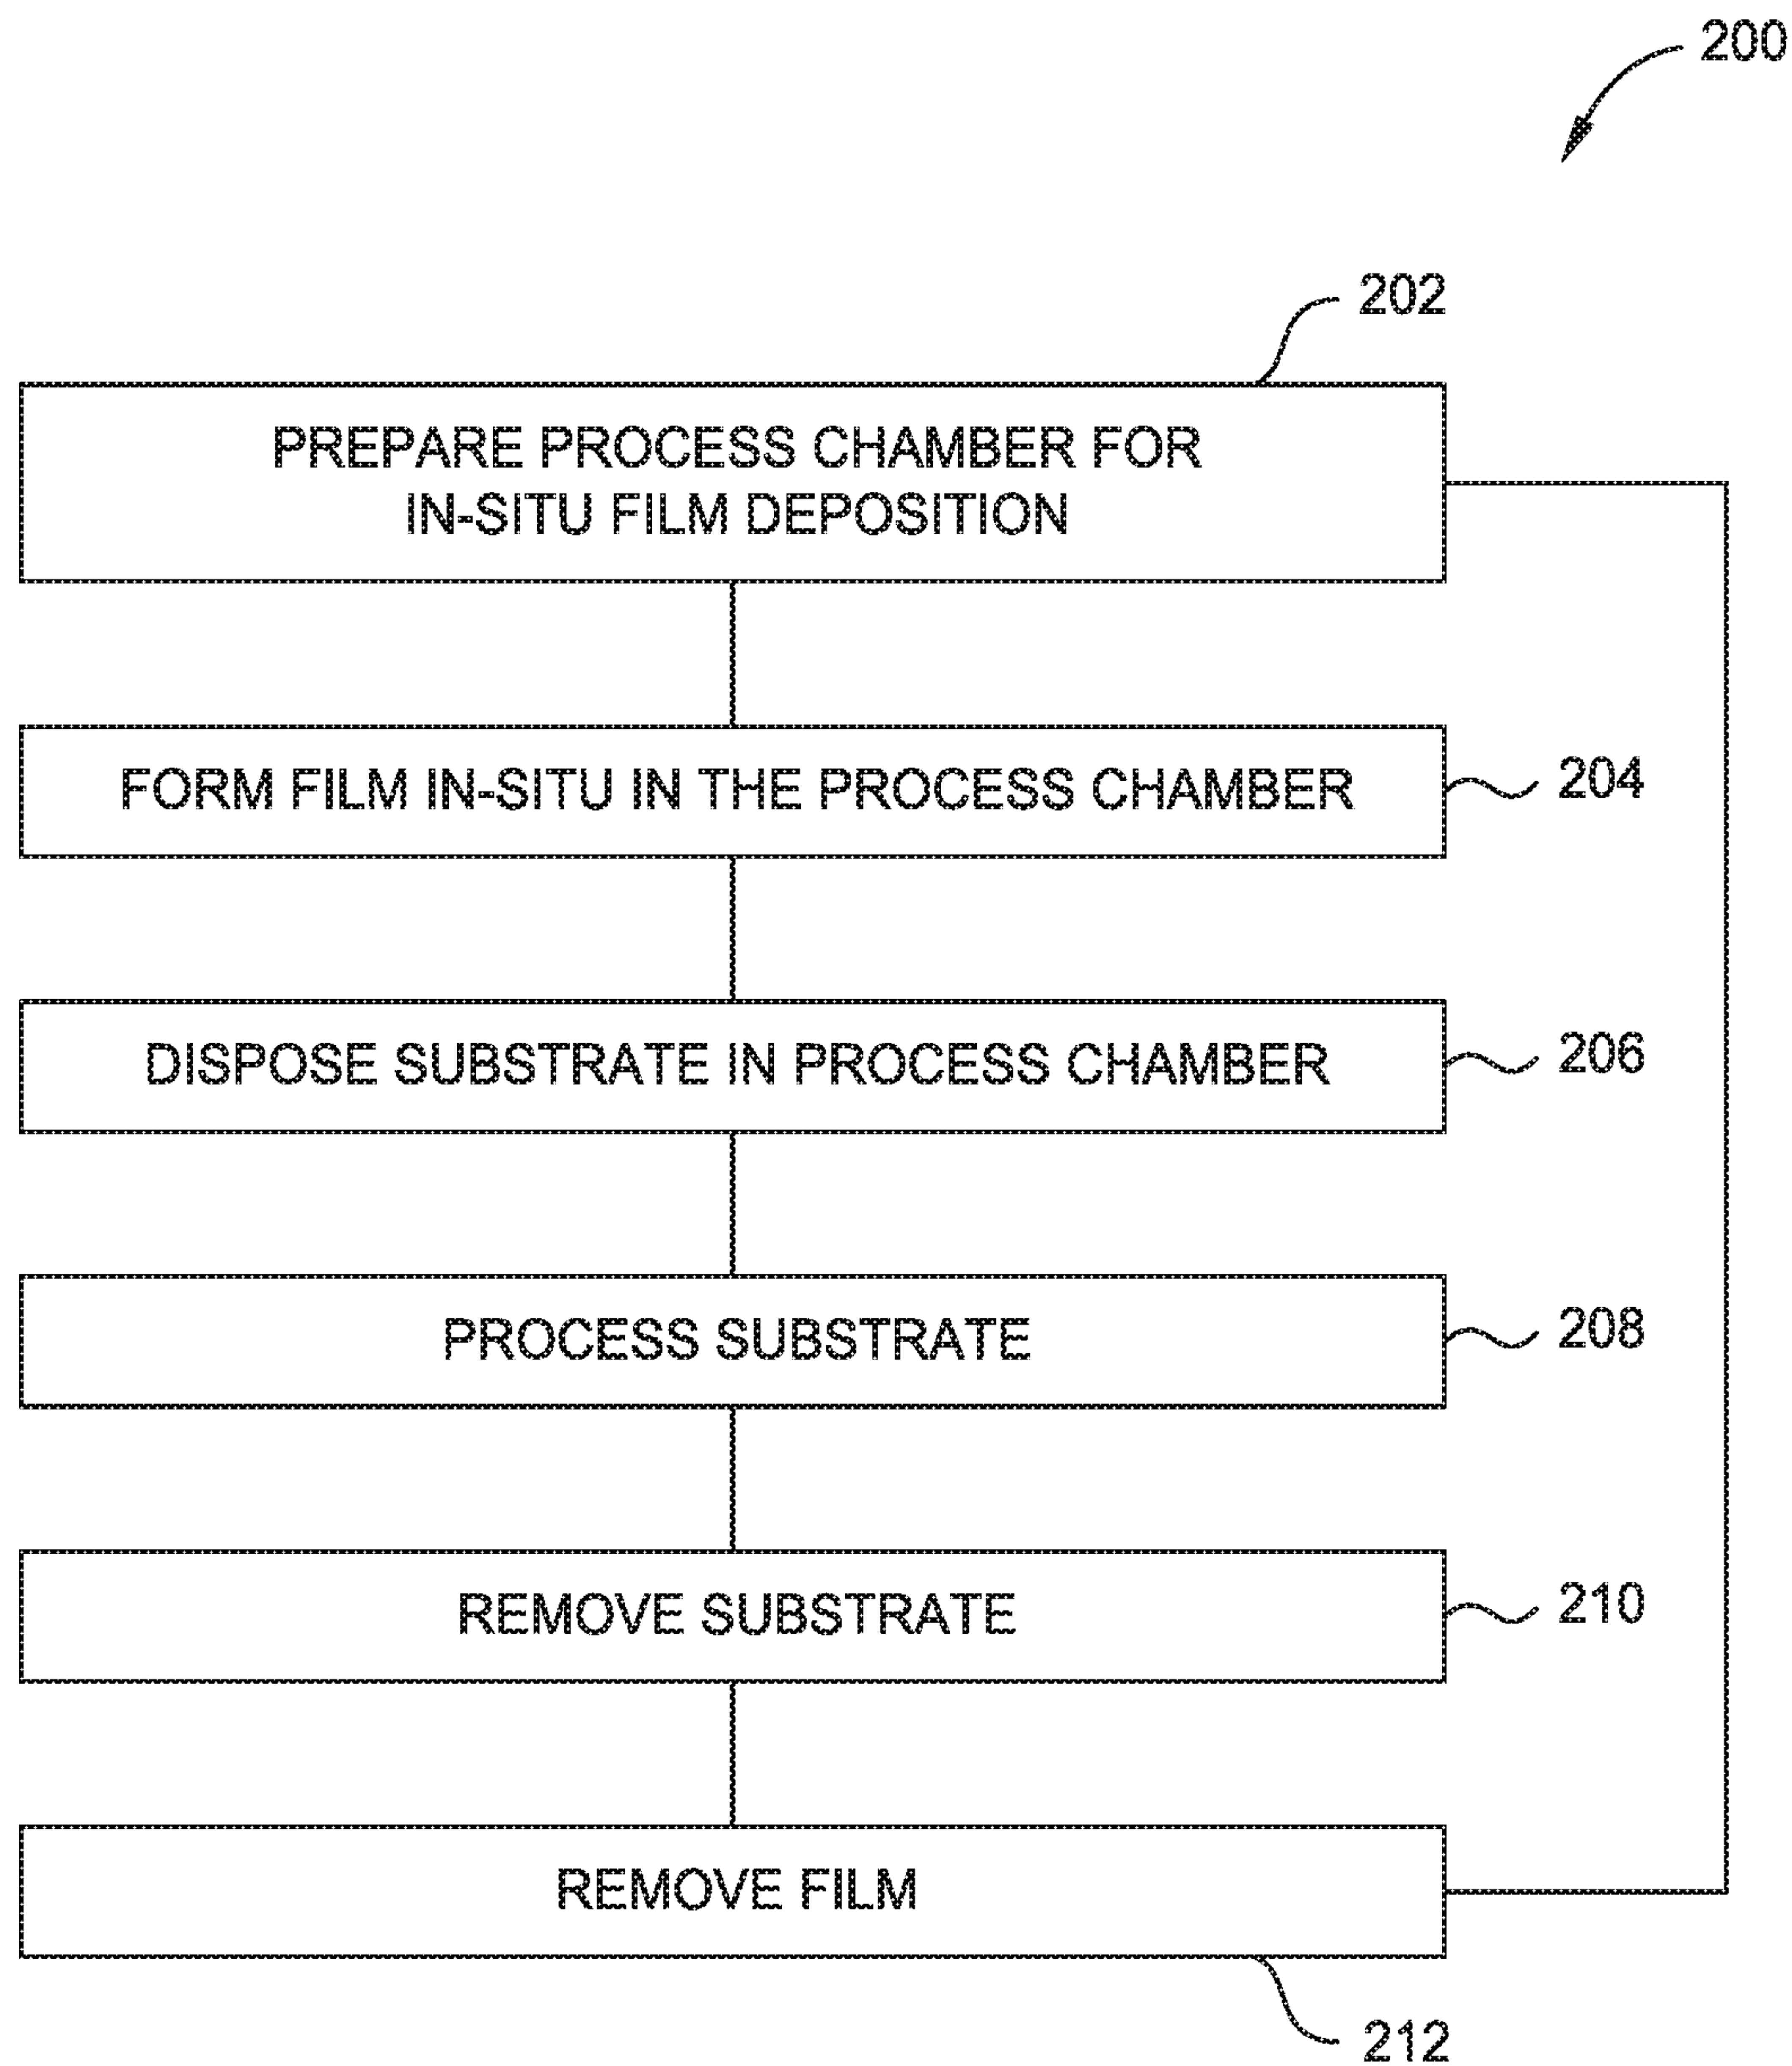 200
202
PREPARE PROCESS CHAMBER FOR
IN-SITU FILM DEPOSITION
FORM FILM IN-SITU IN THE PROCESS CHAMBER
204
DISPOSE SUBSTRATE IN PROCESS CHAMBER
206
PROCESS SUBSTRATE
208
REMOVE SUBSTRATE
210
REMOVE FILM
212